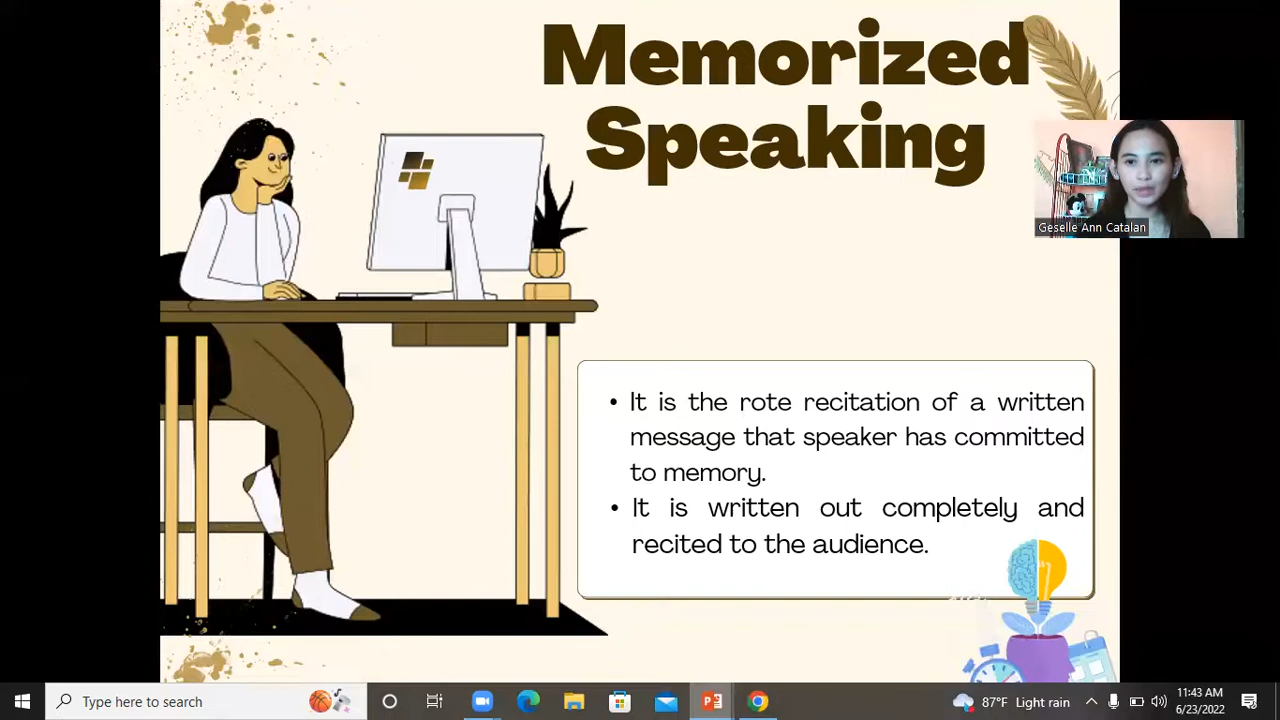 Memorized
Speaking
Geselle Ann Catalan
• It is the rote recitation of a written
message that speaker has committed
to memory.
• It is written out completely and
recited to the audience.
Type here to search
87°F Light rain
11:43 AM
6/23/2022